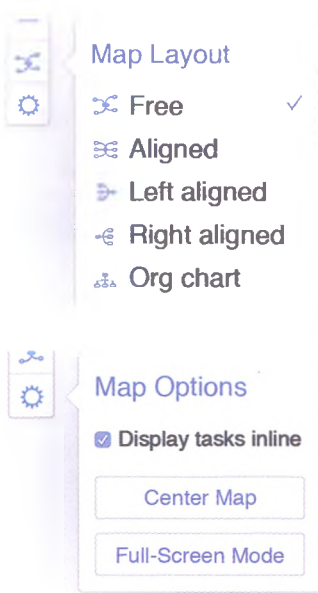 Map Layout
Free
Aligned
Left aligned
Right aligned
Org chart
Map Options
Display tasks inline
Center Map
Full-Screen Mode